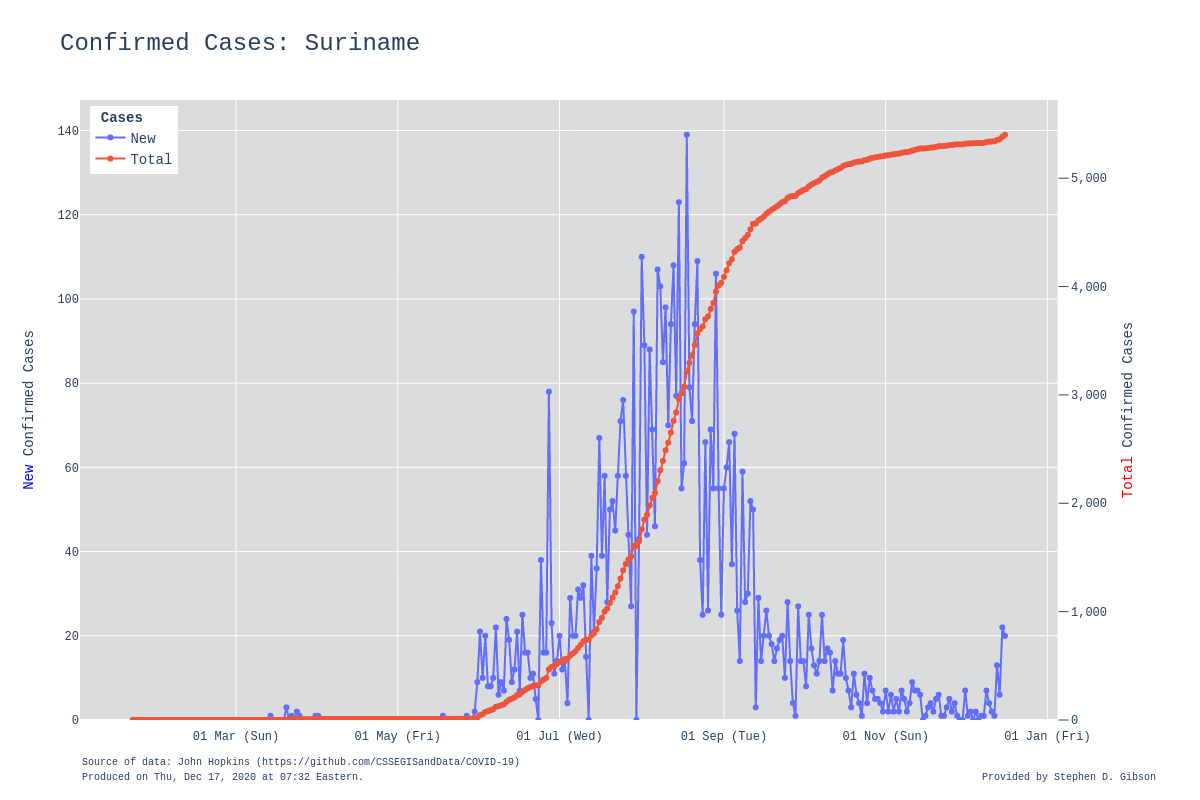 Confirmed Cases: Suriname
Cases
New
Total
140
120
100
80
60
40
20
0
5,000
4,000
3,000
2,000
1,000
0
New Confirmed Cases
Total Confirmed Cases
01 Mar (Sun)
01 May (Fri)
01 Jul (Wed)
01 Sep (Tue)
01 Nov (Sun)
01 Jan (Fri)
Source of data: John Hopkins (https://github.com/CSSEGISandData/COVID-19)
Produced on Thu, Dec 17, 2020 at 07:32 Eastern.
Provided by Stephen D. Gibson